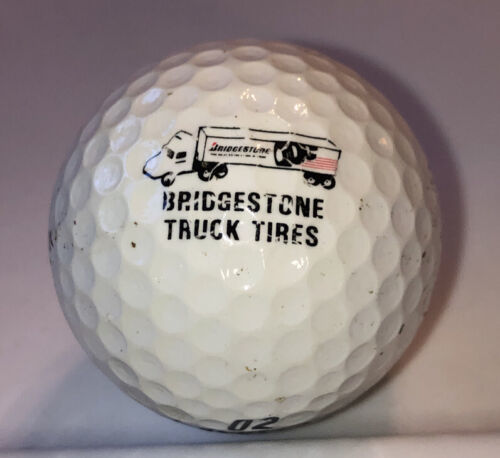 BRIDGESTONE
BRIDGESTONE
TRUCK TIRES
02